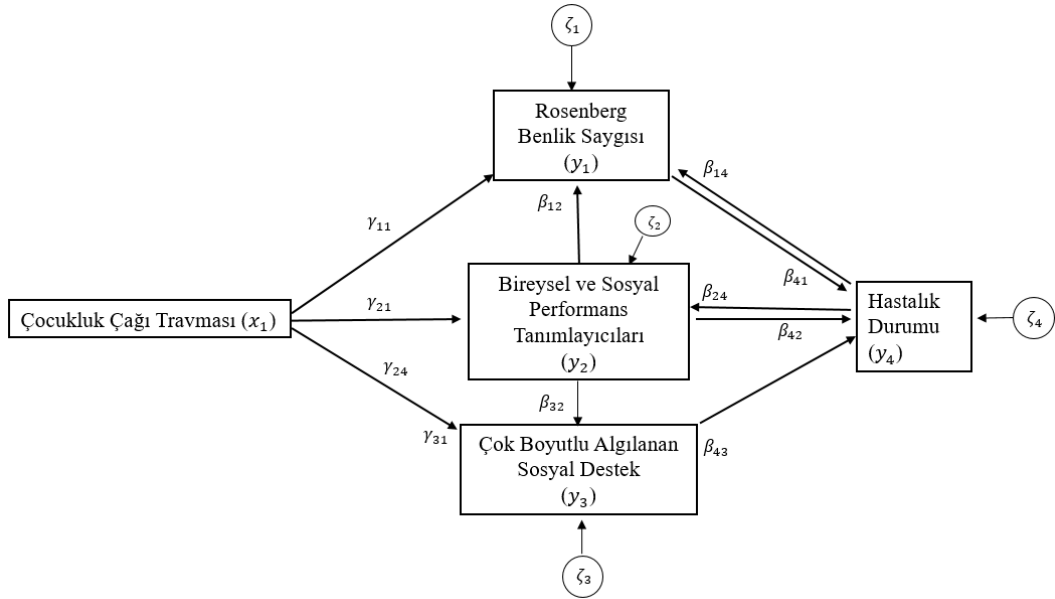 ζ₁
Rosenberg
Benlik Saygısı
(y₁)
β₁₄
β₁₂
γ₁₁
ζ₂
Bireysel ve Sosyal
Performans
Tanımlayıcıları
(y₂)
β₄₁
β₂₄
β₄₂
Hastalık
Durumu
(y₄)
ζ₄
Çocukluk Çağı Travması (x₁)
γ₂₁
γ₂₄
β₃₂
γ₃₁
Çok Boyutlu Algılanan
Sosyal Destek
(y₃)
β₄₃
ζ₃